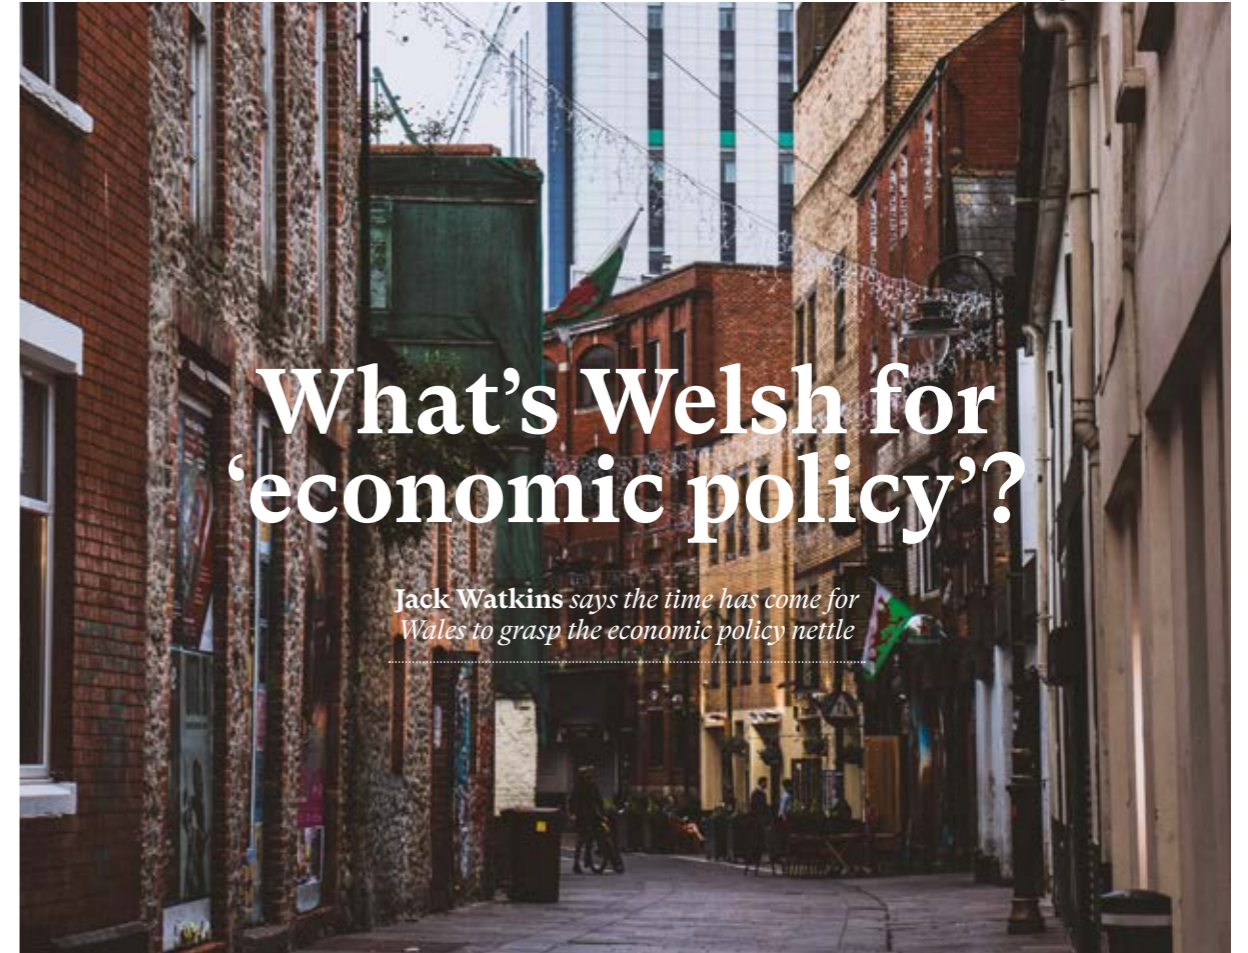 What’s Welsh for
‘economic policy’?
Jack Watkins says the time has come for
Wales to grasp the economic policy nettle